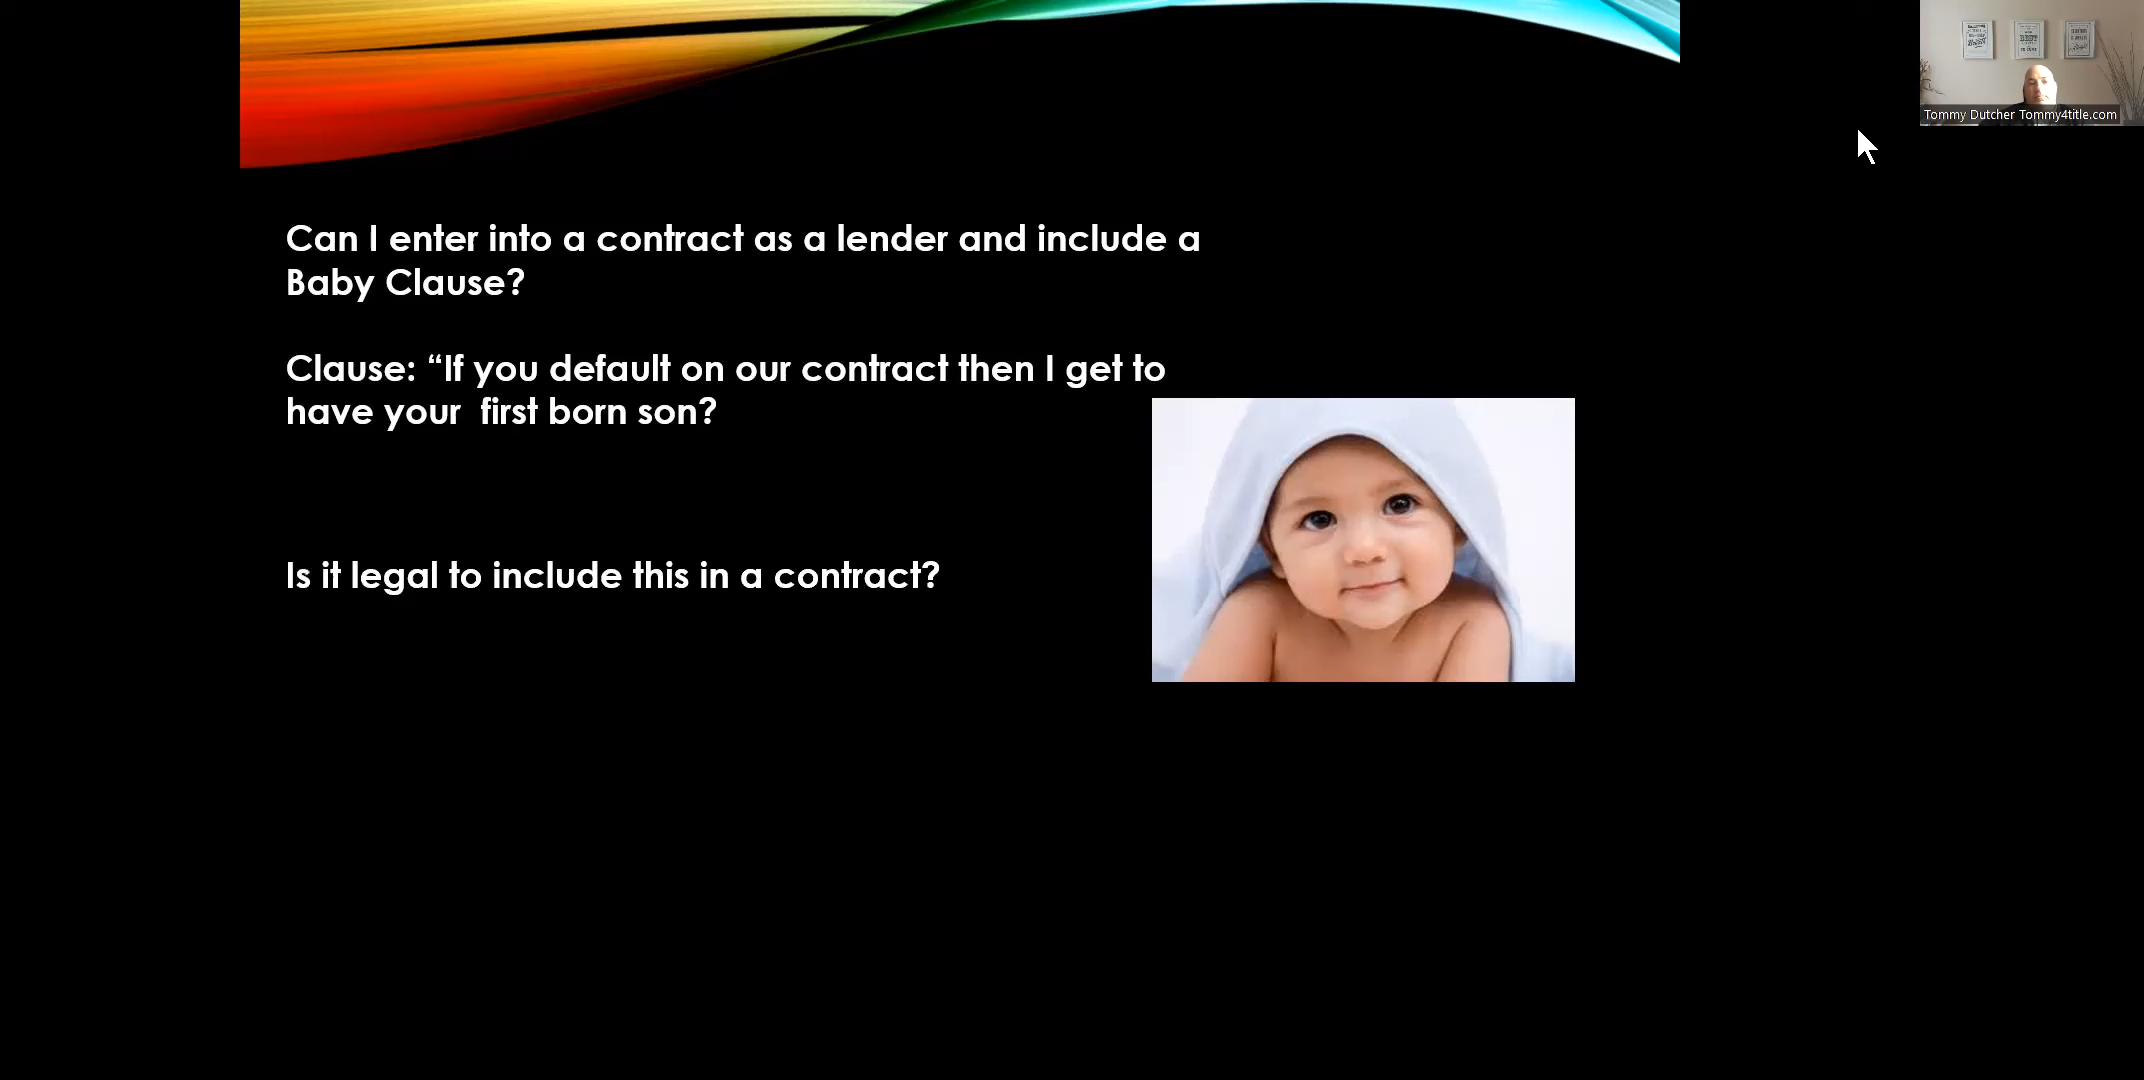 Can I enter into a contract as a lender and include a
Baby Clause?
Clause: “If you default on our contract then I get to
have your  first born son?
Is it legal to include this in a contract?
Tommy Dutcher Tommy4title.com